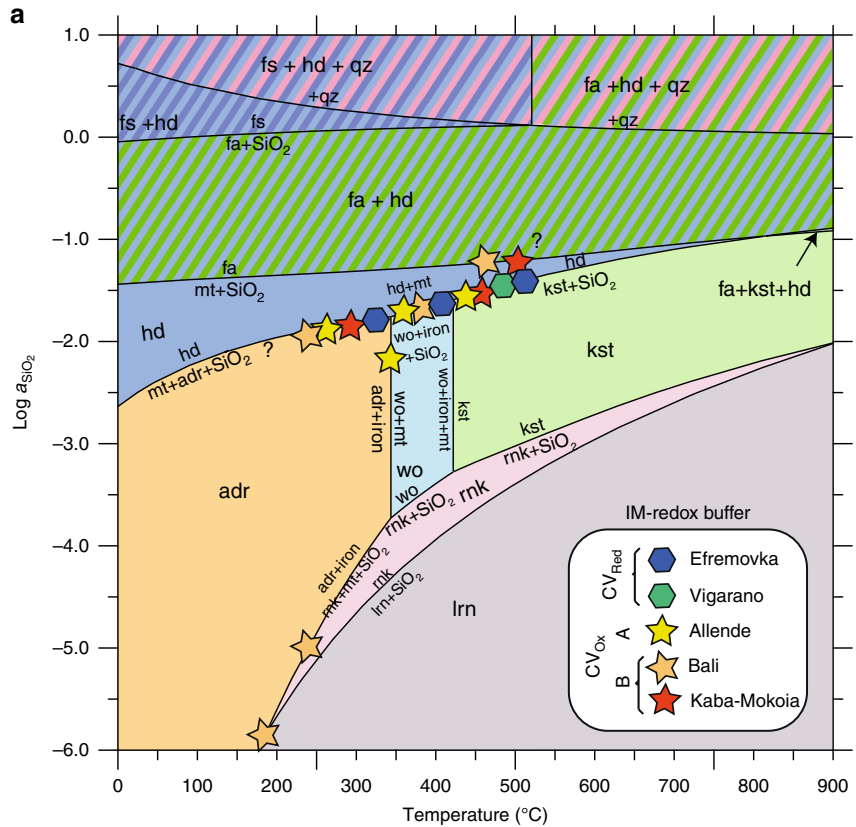 a
1.0
0.0
-1.0
-2.0
-3.0
-4.0
-5.0
-6.0
Log aSiO2
fs + hd + qz
+qz
fa +hd + qz
+qz
fs +hd
fs
fa+SiO2
fa + hd
fa
mt+SiO2
?
hd
hd+mt
kst+SiO2
fa+kst+hd
hd
hd
mt+adr+SiO2
?
wo+iron
+SiO2
adr+iron
wo+mt
wo+iron+mt
kst
kst
adr
wo
wo
kst
rnk+SiO2
rnk+SiO2
rnk
adr+iron
rnk+mt+SiO2
rnk
lrn+SiO2
lrn
IM-redox buffer
CVRed
Efremovka
Vigarano
CVOx
A
Allende
B
Bali
Kaba-Mokoia
0
100
200
300
400
500
600
700
800
900
Temperature (°C)